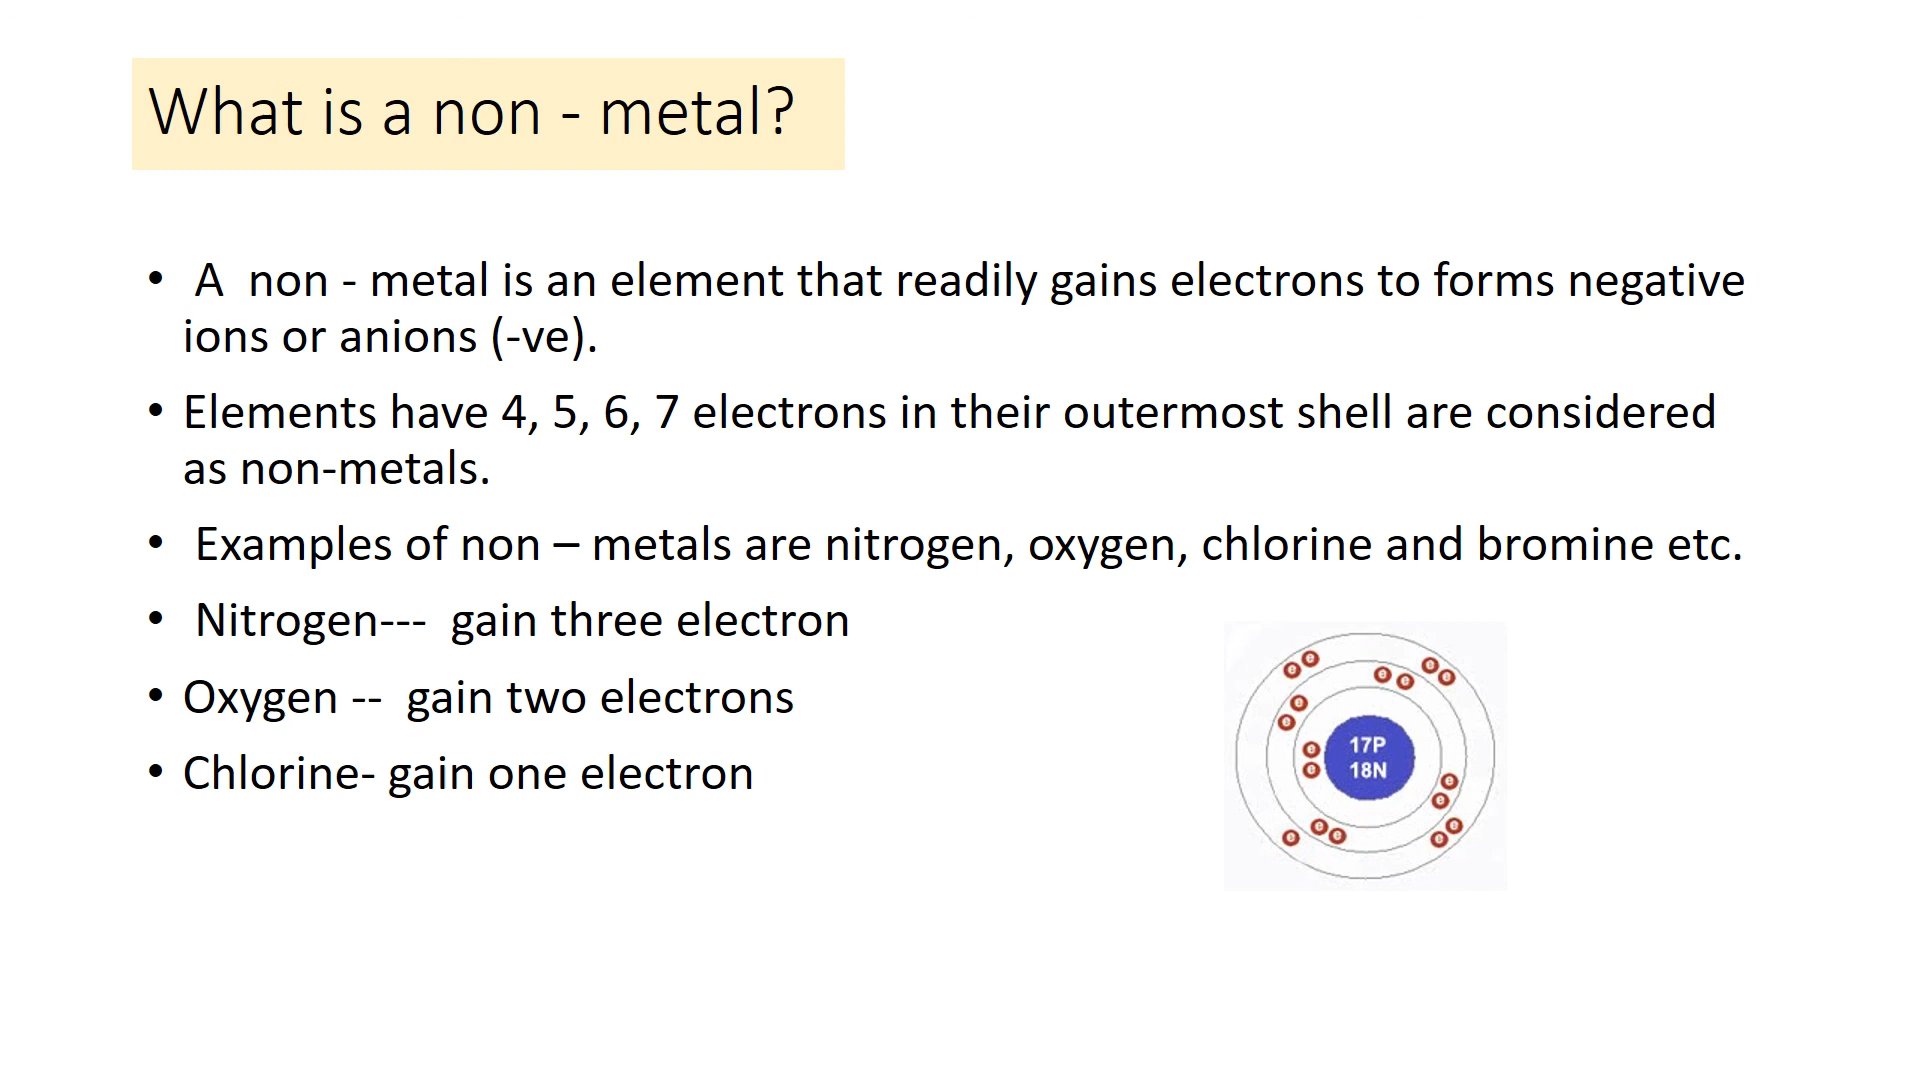 What is a non - metal?
• A non - metal is an element that readily gains electrons to forms negative
ions or anions (-ve).
• Elements have 4, 5, 6, 7 electrons in their outermost shell are considered
as non-metals.
• Examples of non – metals are nitrogen, oxygen, chlorine and bromine etc.
• Nitrogen--- gain three electron
• Oxygen -- gain two electrons
• Chlorine- gain one electron
e e e e e e
e e
e e
17P
18N
e e
e e e e e